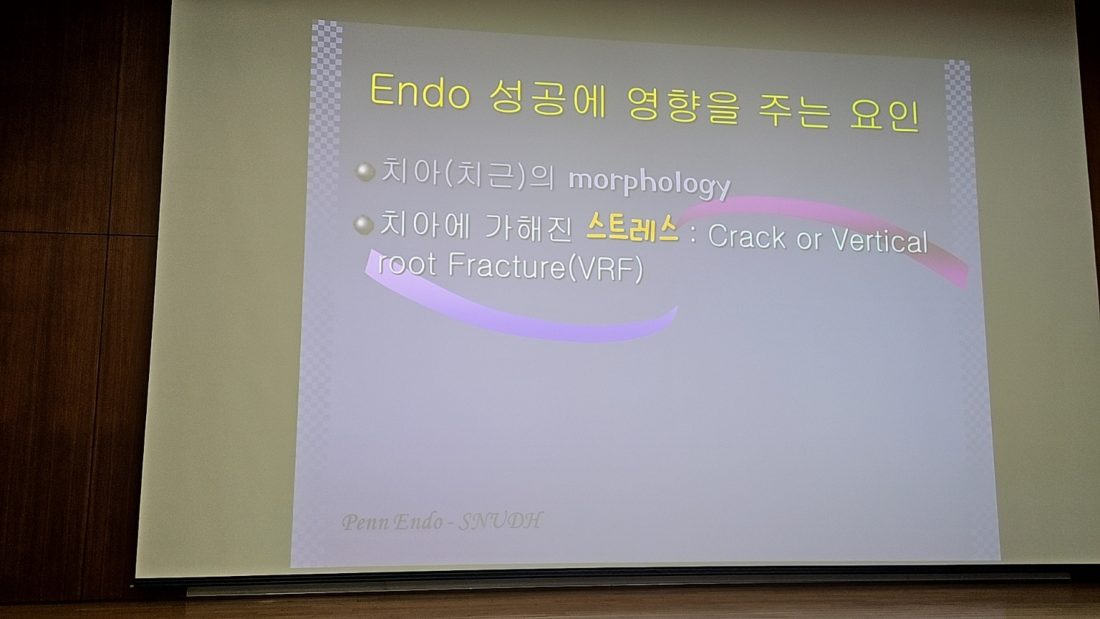 Endo 성공에 영향을 주는 요인
치아(치근)의 morphology
치아에 가해진 스트레스 : Crack or Vertical
root Fracture(VRF)
Penn Endo - SNUDH